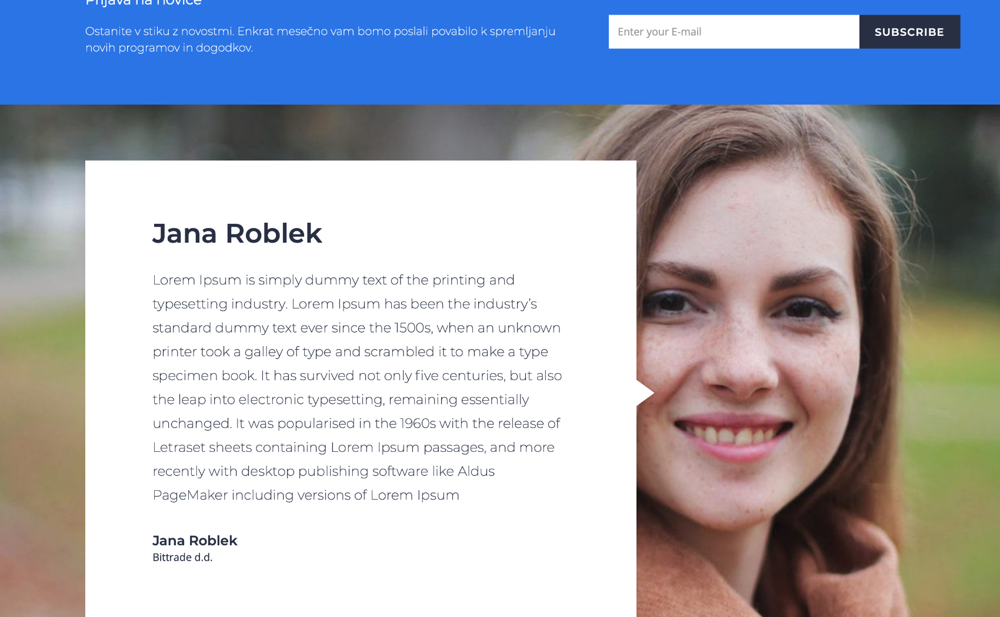 Prijava na novice
Ostanite v stiku z novostmi. Enkrat mesečno vam bomo poslali povabilo k spremljanju
novih programov in dogodkov.
Enter your E-mail
SUBSCRIBE
Jana Roblek
Lorem Ipsum is simply dummy text of the printing and
typesetting industry. Lorem Ipsum has been the industry’s
standard dummy text ever since the 1500s, when an unknown
printer took a galley of type and scrambled it to make a type
specimen book. It has survived not only five centuries, but also
the leap into electronic typesetting, remaining essentially
unchanged. It was popularised in the 1960s with the release of
Letraset sheets containing Lorem Ipsum passages, and more
recently with desktop publishing software like Aldus
PageMaker including versions of Lorem Ipsum
Jana Roblek
Bittrade d.d.